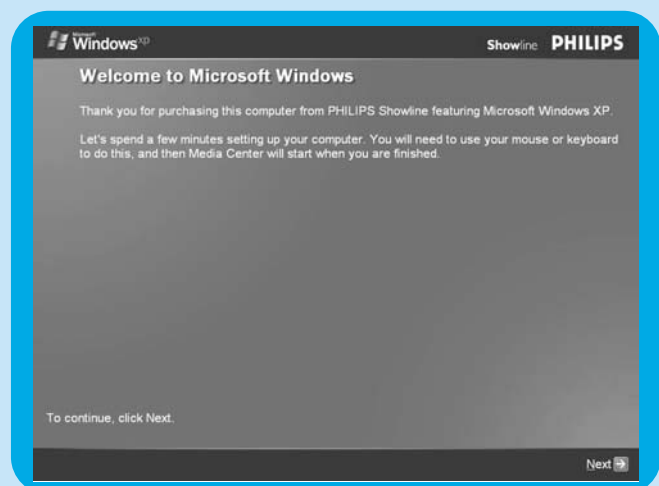 Microsoft
Windows xp
Showline PHILIPS
Welcome to Microsoft Windows
Thank you for purchasing this computer from PHILIPS Showline featuring Microsoft Windows XP.
Let's spend a few minutes setting up your computer. You will need to use your mouse or keyboard
to do this, and then Media Center will start when you are finished.
To continue, click Next.
Next